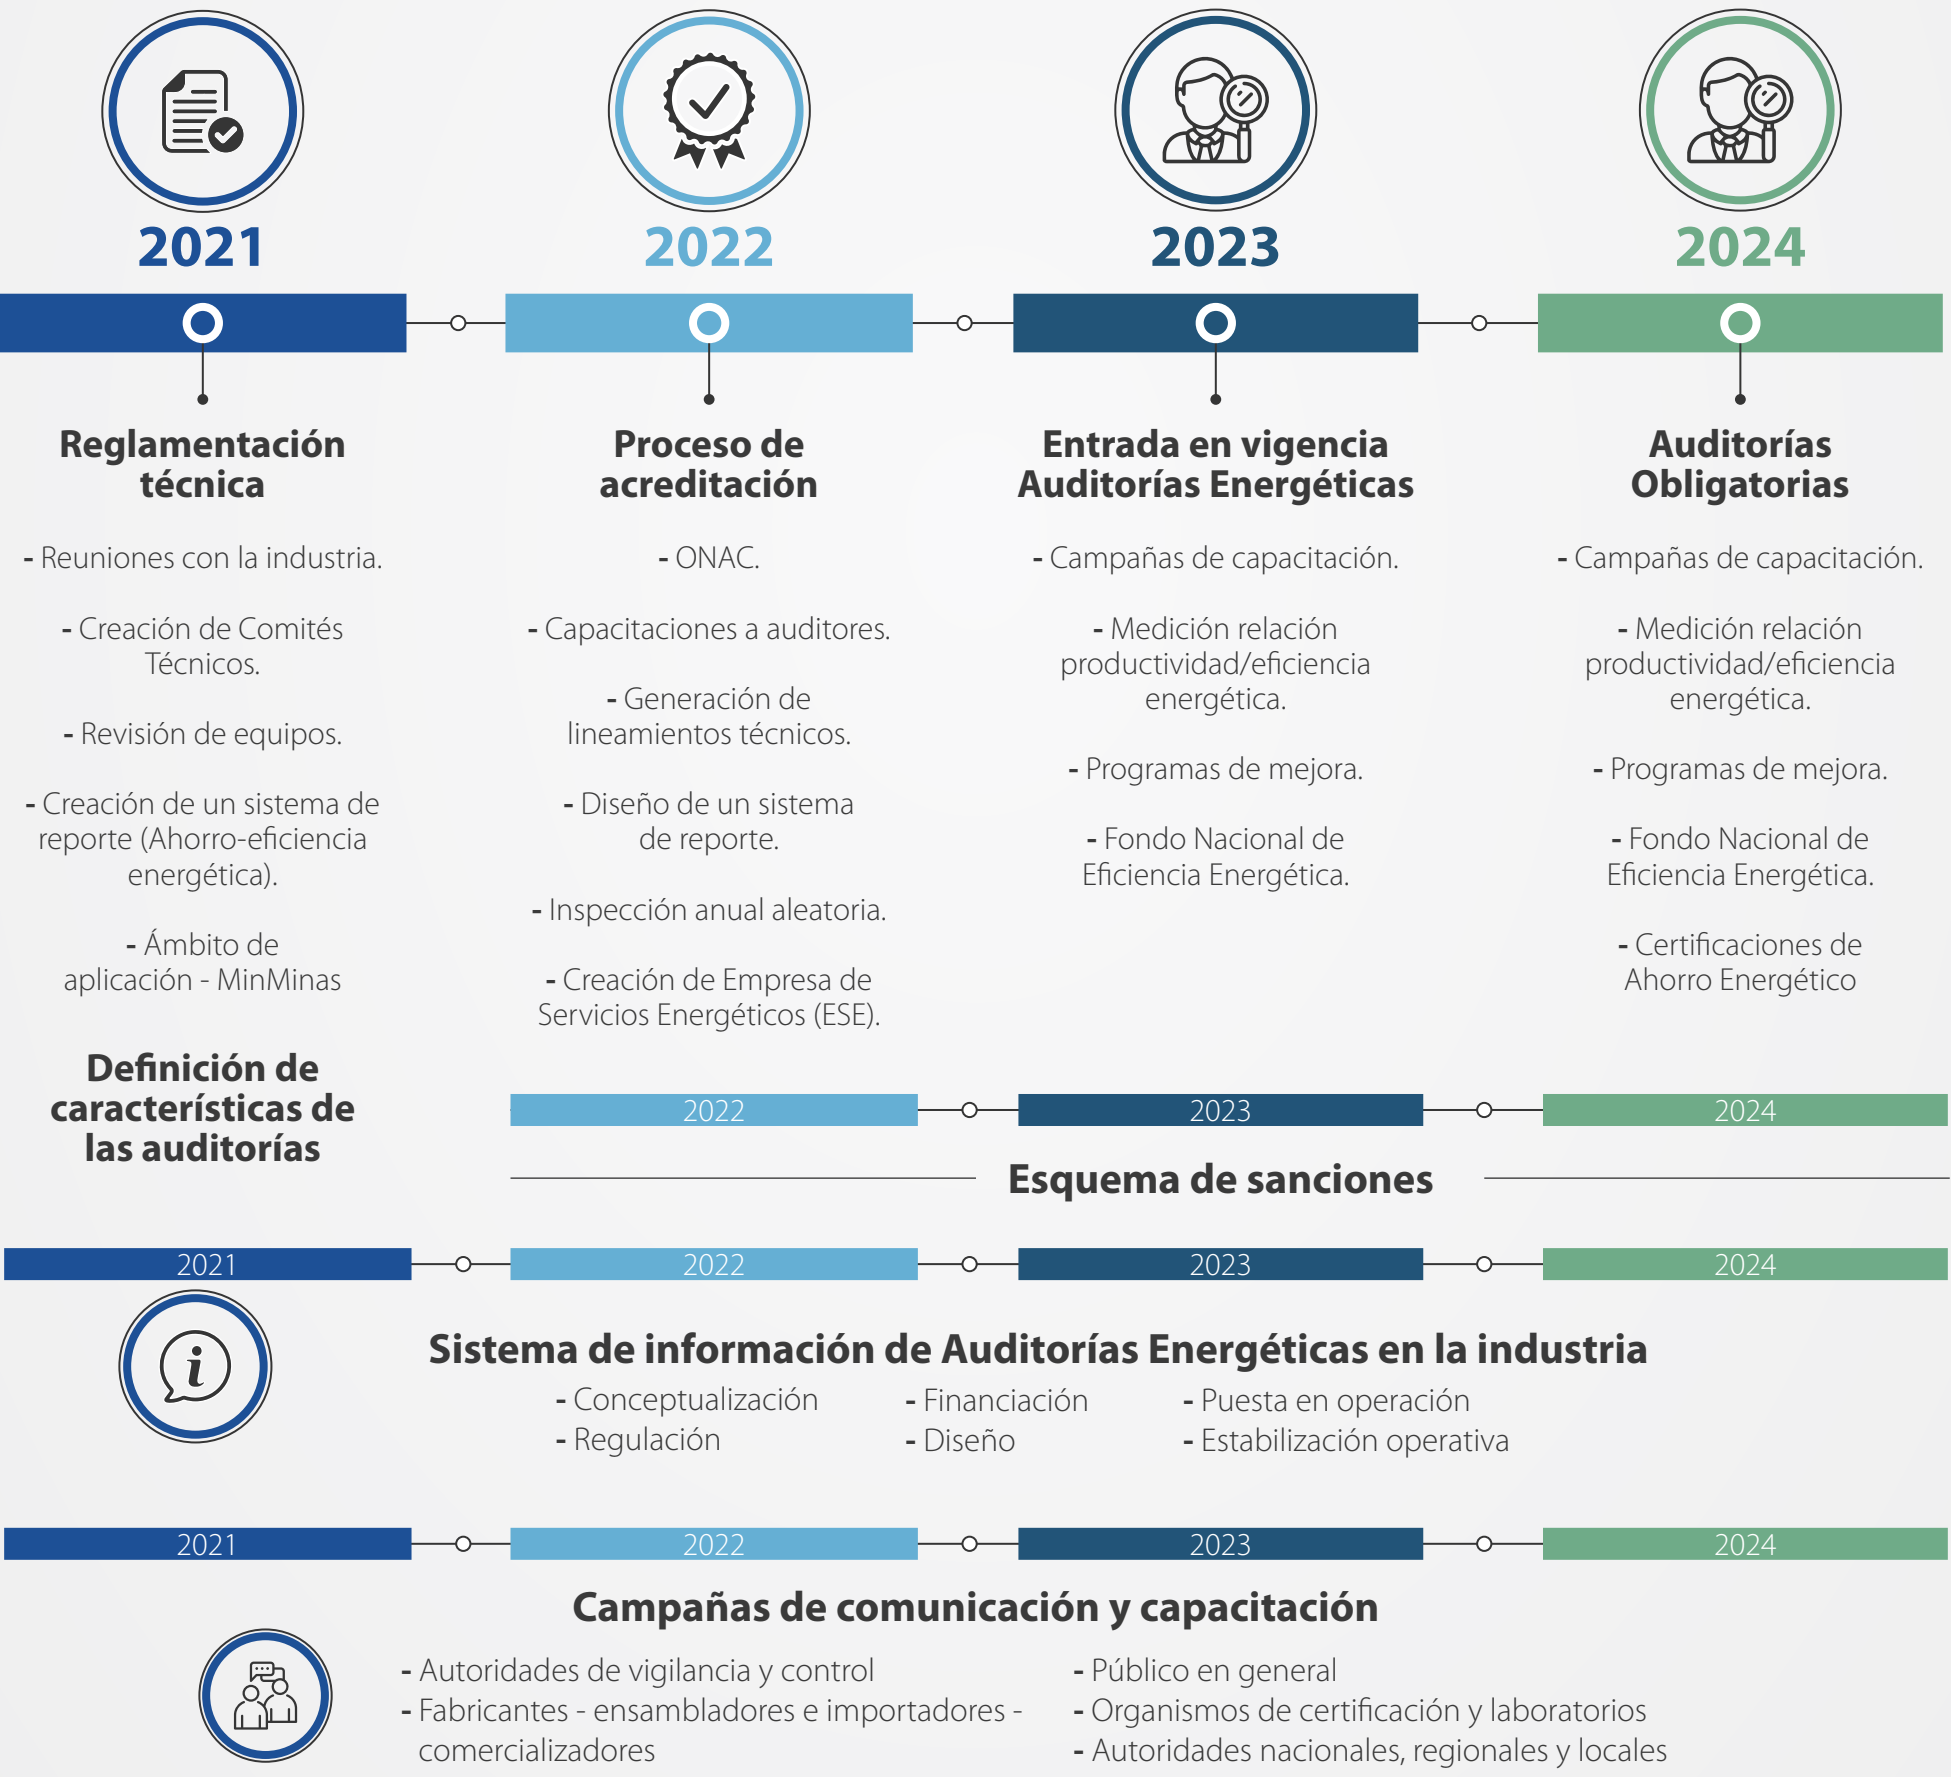 2021
2022
2023
2024
Reglamentación
técnica
- Reuniones con la industria.
- Creación de Comités
Técnicos.
- Revisión de equipos.
- Creación de un sistema de
reporte (Ahorro-eficiencia
energética).
- Ámbito de
aplicación - MinMinas
Definición de
características de
las auditorías
Proceso de
acreditación
- ONAC.
- Capacitaciones a auditores.
- Generación de
lineamientos técnicos.
- Diseño de un sistema
de reporte.
- Inspección anual aleatoria.
- Creación de Empresa de
Servicios Energéticos (ESE).
Entrada en vigencia
Auditorías Energéticas
- Campañas de capacitación.
- Medición relación
productividad/eficiencia
energética.
- Programas de mejora.
- Fondo Nacional de
Eficiencia Energética.
Auditorías
Obligatorias
- Campañas de capacitación.
- Medición relación
productividad/eficiencia
energética.
- Programas de mejora.
- Fondo Nacional de
Eficiencia Energética.
- Certificaciones de
Ahorro Energético
2022
2023
2024
Esquema de sanciones
2021
2022
2023
2024
i
Sistema de información de Auditorías Energéticas en la industria
- Conceptualización
- Regulación
- Financiación
- Diseño
- Puesta en operación
- Estabilización operativa
2021
2022
2023
2024
Campañas de comunicación y capacitación
- Autoridades de vigilancia y control
- Fabricantes - ensambladores e importadores -
comercializadores
- Público en general
- Organismos de certificación y laboratorios
- Autoridades nacionales, regionales y locales